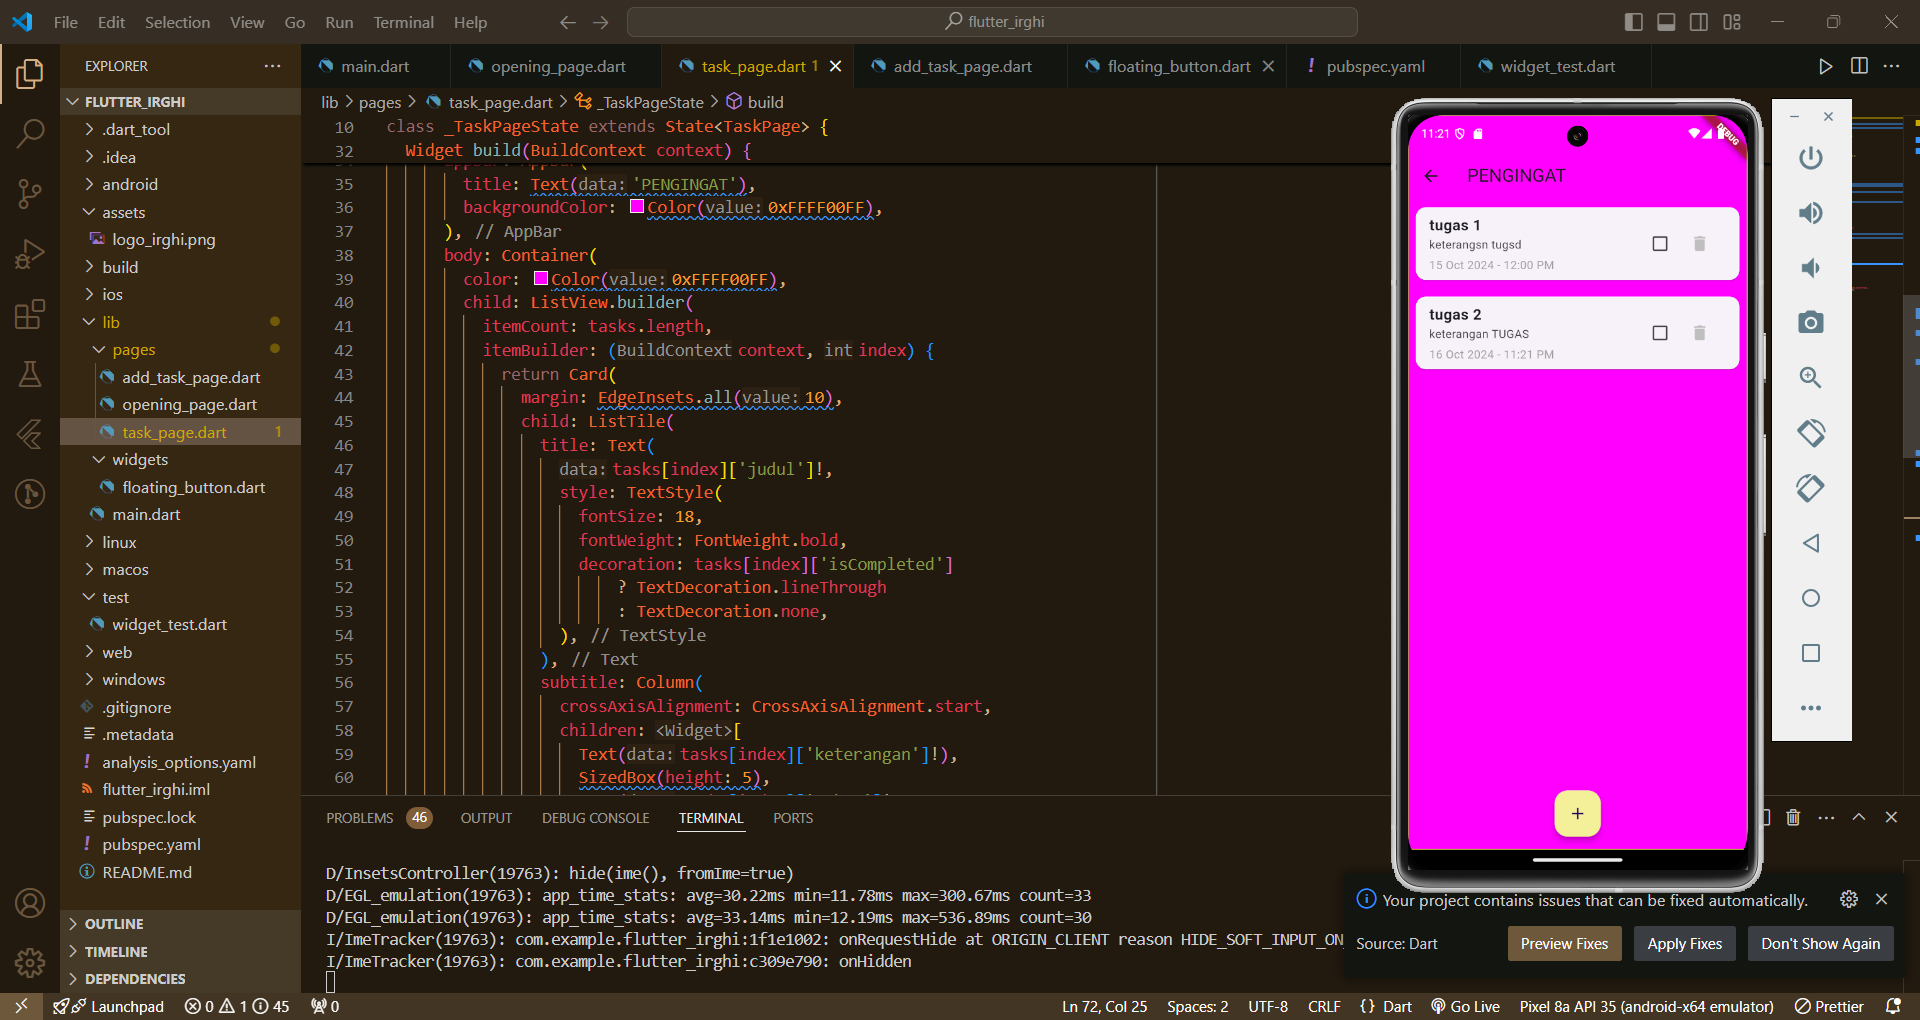 File Edit Selection View Go Run Terminal Help
flutter_irghi
EXPLORER
FLUTTER_IRGHI
.dart_tool
.idea
android
assets
logo_irghi.png
build
ios
lib
pages
add_task_page.dart
opening_page.dart
task_page.dart 1
widgets
floating_button.dart
main.dart
linux
macos
test
widget_test.dart
web
windows
.gitignore
.metadata
! analysis_options.yaml
flutter_irghi.iml
pubspec.lock
! pubspec.yaml
README.md
OUTLINE
TIMELINE
DEPENDENCIES
main.dart opening_page.dart task_page.dart 1 add_task_page.dart floating_button.dart ! pubspec.yaml widget_test.dart
lib > pages > task_page.dart > _TaskPageState > build
10 class _TaskPageState extends State<TaskPage> {
32 Widget build(BuildContext context) {
35 title: Text(data: 'PENGINGAT'),
36 backgroundColor: Color(value: 0xFFFF00FF),
37 ), // AppBar
38 body: Container(
39 color: Color(value: 0xFFFF00FF),
40 child: ListView.builder(
41 itemCount: tasks.length,
42 itemBuilder: (BuildContext context, int index) {
43 return Card(
44 margin: EdgeInsets.all(value: 10),
45 child: ListTile(
46 title: Text(
47 data: tasks[index]['judul']!,
48 style: TextStyle(
49 fontSize: 18,
50 fontWeight: FontWeight.bold,
51 decoration: tasks[index]['isCompleted']
52 ? TextDecoration.lineThrough
53 : TextDecoration.none,
54 ), // TextStyle
55 ), // Text
56 subtitle: Column(
57 crossAxisAlignment: CrossAxisAlignment.start,
58 children: <Widget>[
59 Text(data: tasks[index]['keterangan']!),
60 SizedBox(height: 5),
11:21
DEBUG
PENGINGAT
tugas 1
keterangsn tugsd
15 Oct 2024 - 12:00 PM
tugas 2
keterangan TUGAS
16 Oct 2024 - 11:21 PM
PROBLEMS 46 OUTPUT DEBUG CONSOLE TERMINAL PORTS
D/InsetsController(19763): hide(ime(), fromIme=true)
D/EGL_emulation(19763): app_time_stats: avg=30.22ms min=11.78ms max=300.67ms count=33
D/EGL_emulation(19763): app_time_stats: avg=33.14ms min=12.19ms max=536.89ms count=30
I/ImeTracker(19763): com.example.flutter_irghi:1f1e1002: onRequestHide at ORIGIN_CLIENT reason HIDE_SOFT_INPUT_ON_
I/ImeTracker(19763): com.example.flutter_irghi:c309e790: onHidden
Your project contains issues that can be fixed automatically.
Source: Dart
Preview Fixes Apply Fixes Don't Show Again
Launchpad 0 1 45 0 Ln 72, Col 25 Spaces: 2 UTF-8 CRLF {} Dart Go Live Pixel 8a API 35 (android-x64 emulator) Prettier